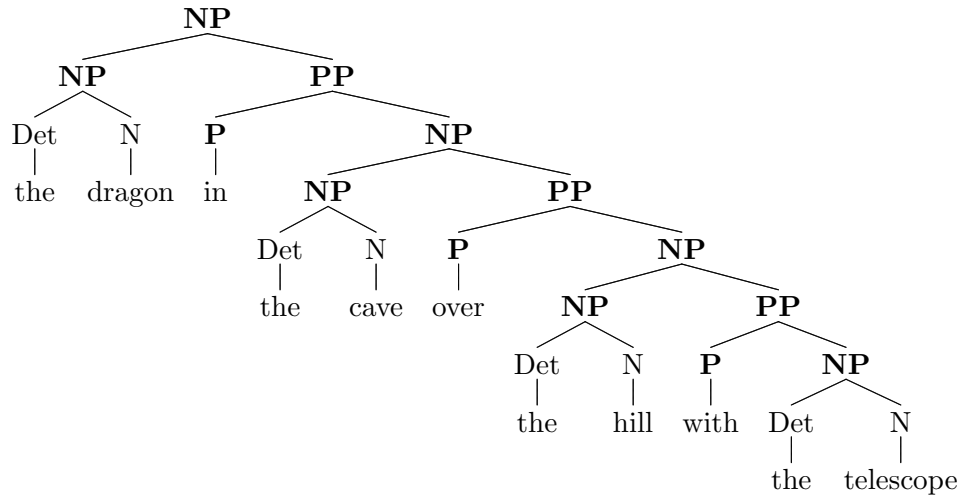 NP
NP PP
Det N P NP
the dragon in NP PP
Det N P NP
the cave over NP PP
Det N P NP
the hill with Det N
the telescope